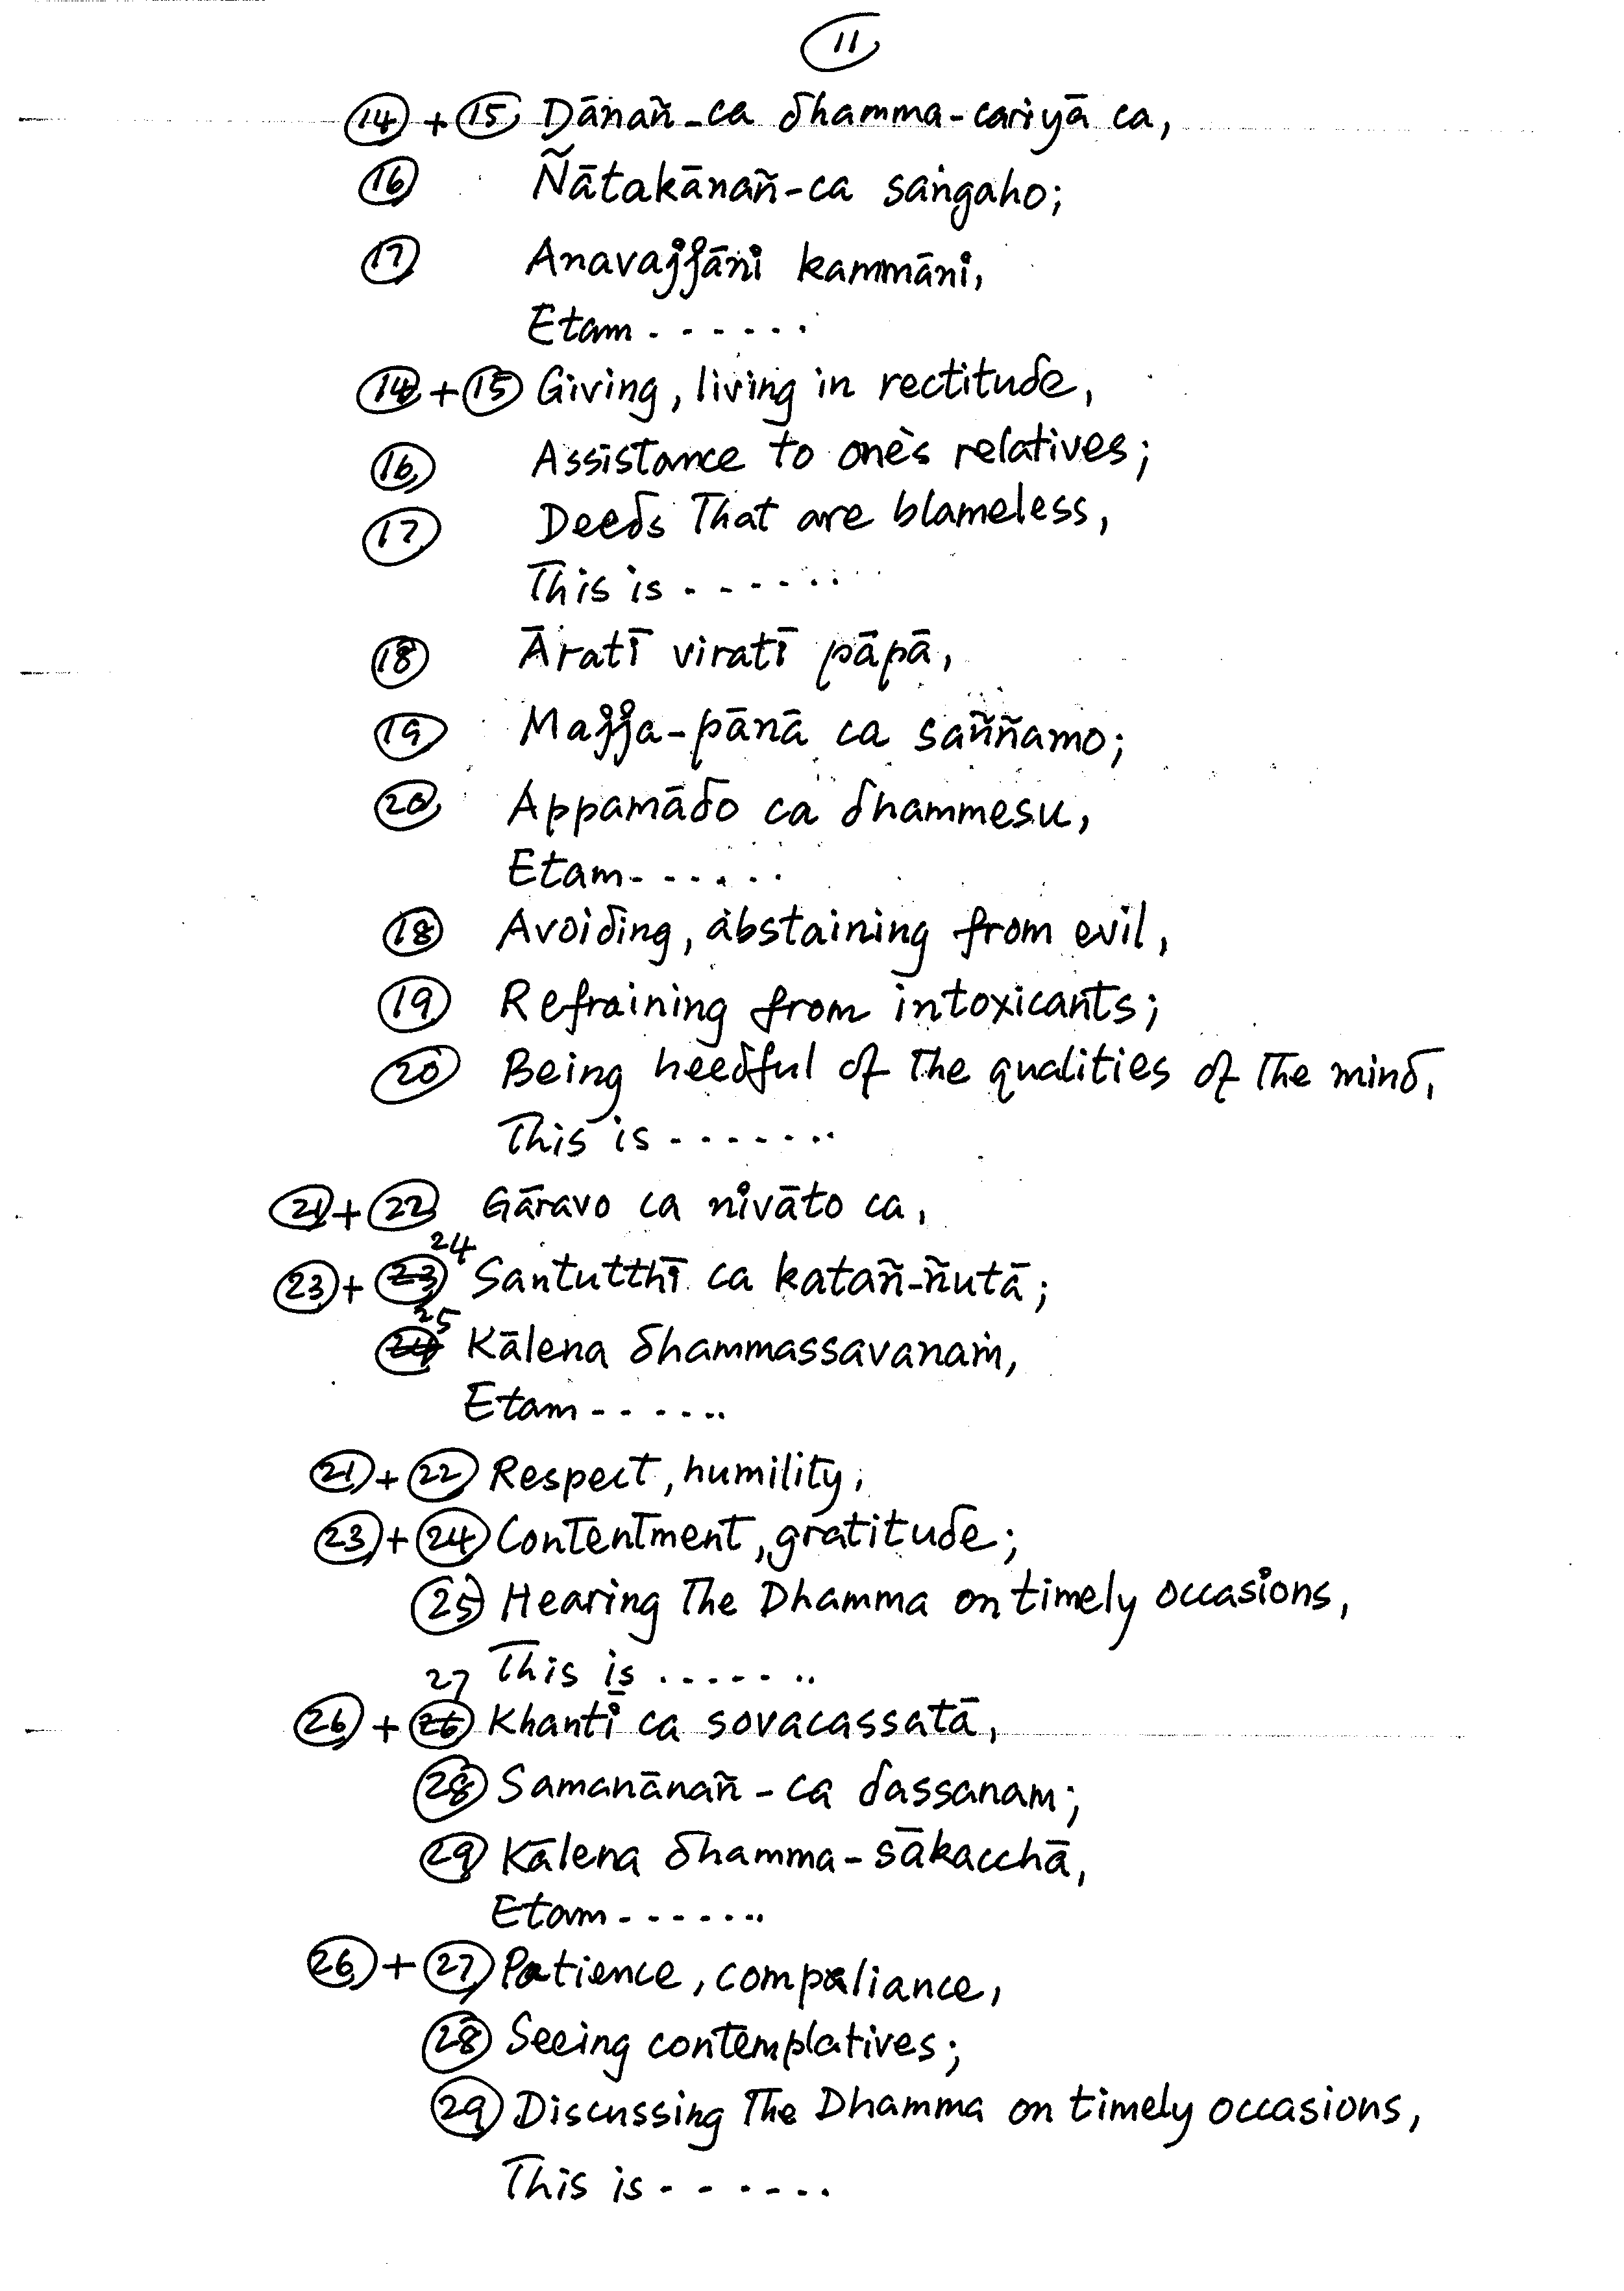 11
14 + 15 Dānañ-ca dhamma-cariyā ca,
16 Ñātakānañ-ca saṅgaho;
17 Anavajjāni kammāni,
Etam . - - - - -
14 + 15 Giving, living in rectitude,
16 Assistance to one's relatives;
17 Deeds That are blameless,
This is - - - - - -
18 Āratī viratī pāpā,
19 Majja-pānā ca saññamo;
20 Appamādo ca dhammesu,
Etam - - - - - -
18 Avoiding, abstaining from evil,
19 Refraining from intoxicants;
20 Being heedful of The qualities of The mind,
This is - - - - - - -
21 + 22 Gāravo ca nivāto ca,
24
23 + 23 Santutthī ca katañ-ñutā;
25
24 Kālena dhammassavanaṁ,
Etam - - - - - -
21 + 22 Respect, humility,
23 + 24 Contentment, gratitude;
25 Hearing The Dhamma on timely occasions,
This is - - - - - - -
27
26 + 26 Khantī ca sovacassatā,
28 Samanānañ-ca dassanam;
29 Kālena dhamma-sākacchā,
Etam - - - - - - -
26 + 27 Patience, compliance,
28 Seeing contemplatives;
29 Discussing The Dhamma on timely occasions,
This is - - - - - - -